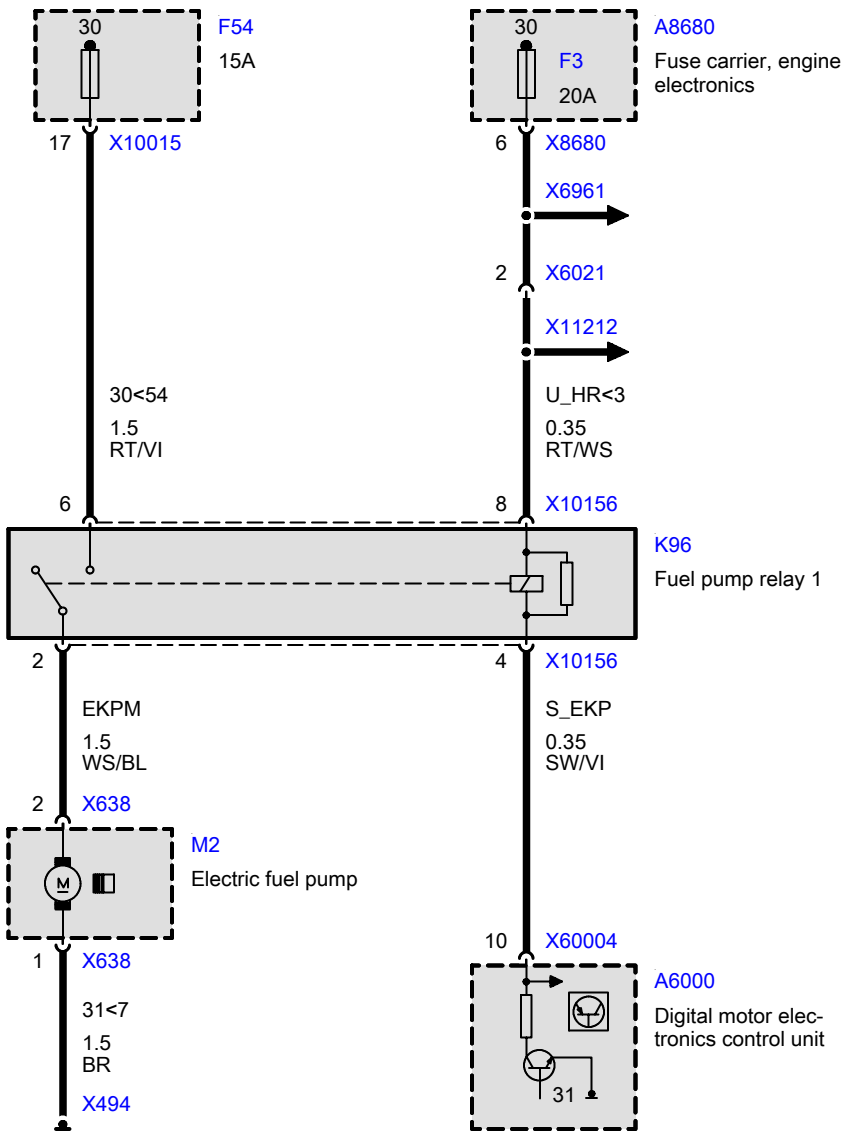 30
F54
15A
30
F3
20A
A8680
Fuse carrier, engine
electronics
17
X10015
6
X8680
X6961
2
X6021
X11212
30<54
1.5
RT/VI
U_HR<3
0.35
RT/WS
6
8
X10156
K96
Fuel pump relay 1
2
4
X10156
EKPM
1.5
WS/BL
S_EKP
0.35
SW/VI
2
X638
M2
Electric fuel pump
M
1
X638
10
X60004
31<7
1.5
BR
X494
A6000
Digital motor elec-
tronics control unit
31